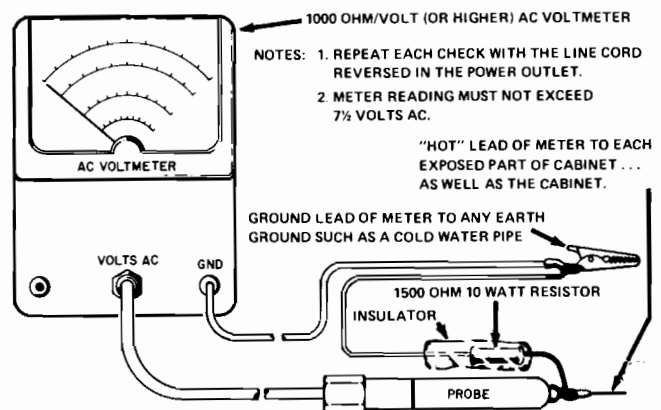 1000 OHM/VOLT (OR HIGHER) AC VOLTMETER
NOTES: 1. REPEAT EACH CHECK WITH THE LINE CORD
REVERSED IN THE POWER OUTLET.
2. METER READING MUST NOT EXCEED
7½ VOLTS AC.
"HOT" LEAD OF METER TO EACH
EXPOSED PART OF CABINET ...
AS WELL AS THE CABINET.
AC VOLTMETER
GROUND LEAD OF METER TO ANY EARTH
GROUND SUCH AS A COLD WATER PIPE
VOLTS AC
GND
1500 OHM 10 WATT RESISTOR
INSULATOR
PROBE